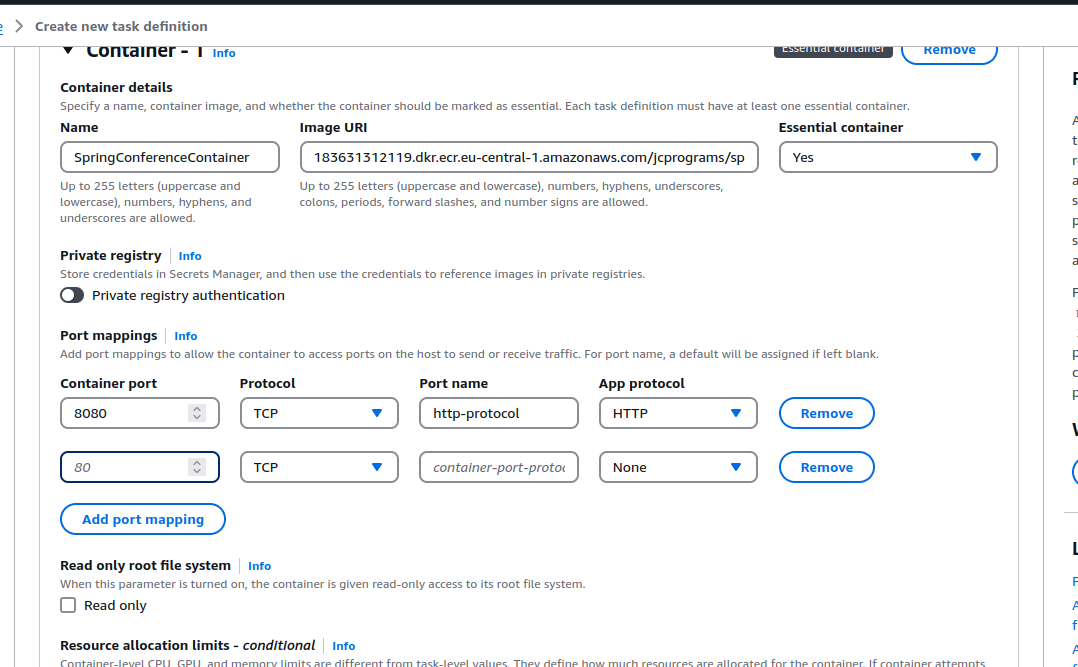 Create new task definition
Container - 1 Info Essential container Remove
Container details
Specify a name, container image, and whether the container should be marked as essential. Each task definition must have at least one essential container.
Name Image URI Essential container
SpringConferenceContainer 183631312119.dkr.ecr.eu-central-1.amazonaws.com/jcprograms/sp Yes
Up to 255 letters (uppercase and Up to 255 letters (uppercase and lowercase), numbers, hyphens, underscores,
lowercase), numbers, hyphens, and colons, periods, forward slashes, and number signs are allowed.
underscores are allowed.
Private registry Info
Store credentials in Secrets Manager, and then use the credentials to reference images in private registries.
Private registry authentication
Port mappings Info
Add port mappings to allow the container to access ports on the host to send or receive traffic. For port name, a default will be assigned if left blank.
Container port Protocol Port name App protocol
8080 TCP http-protocol HTTP Remove
80 TCP container-port-protoc None Remove
Add port mapping
Read only root file system Info
When this parameter is turned on, the container is given read-only access to its root file system.
Read only
Resource allocation limits - conditional Info
Container-level CPU, GPU, and memory limits are different from task-level values. They define how much resources are allocated for the container. If container attempts